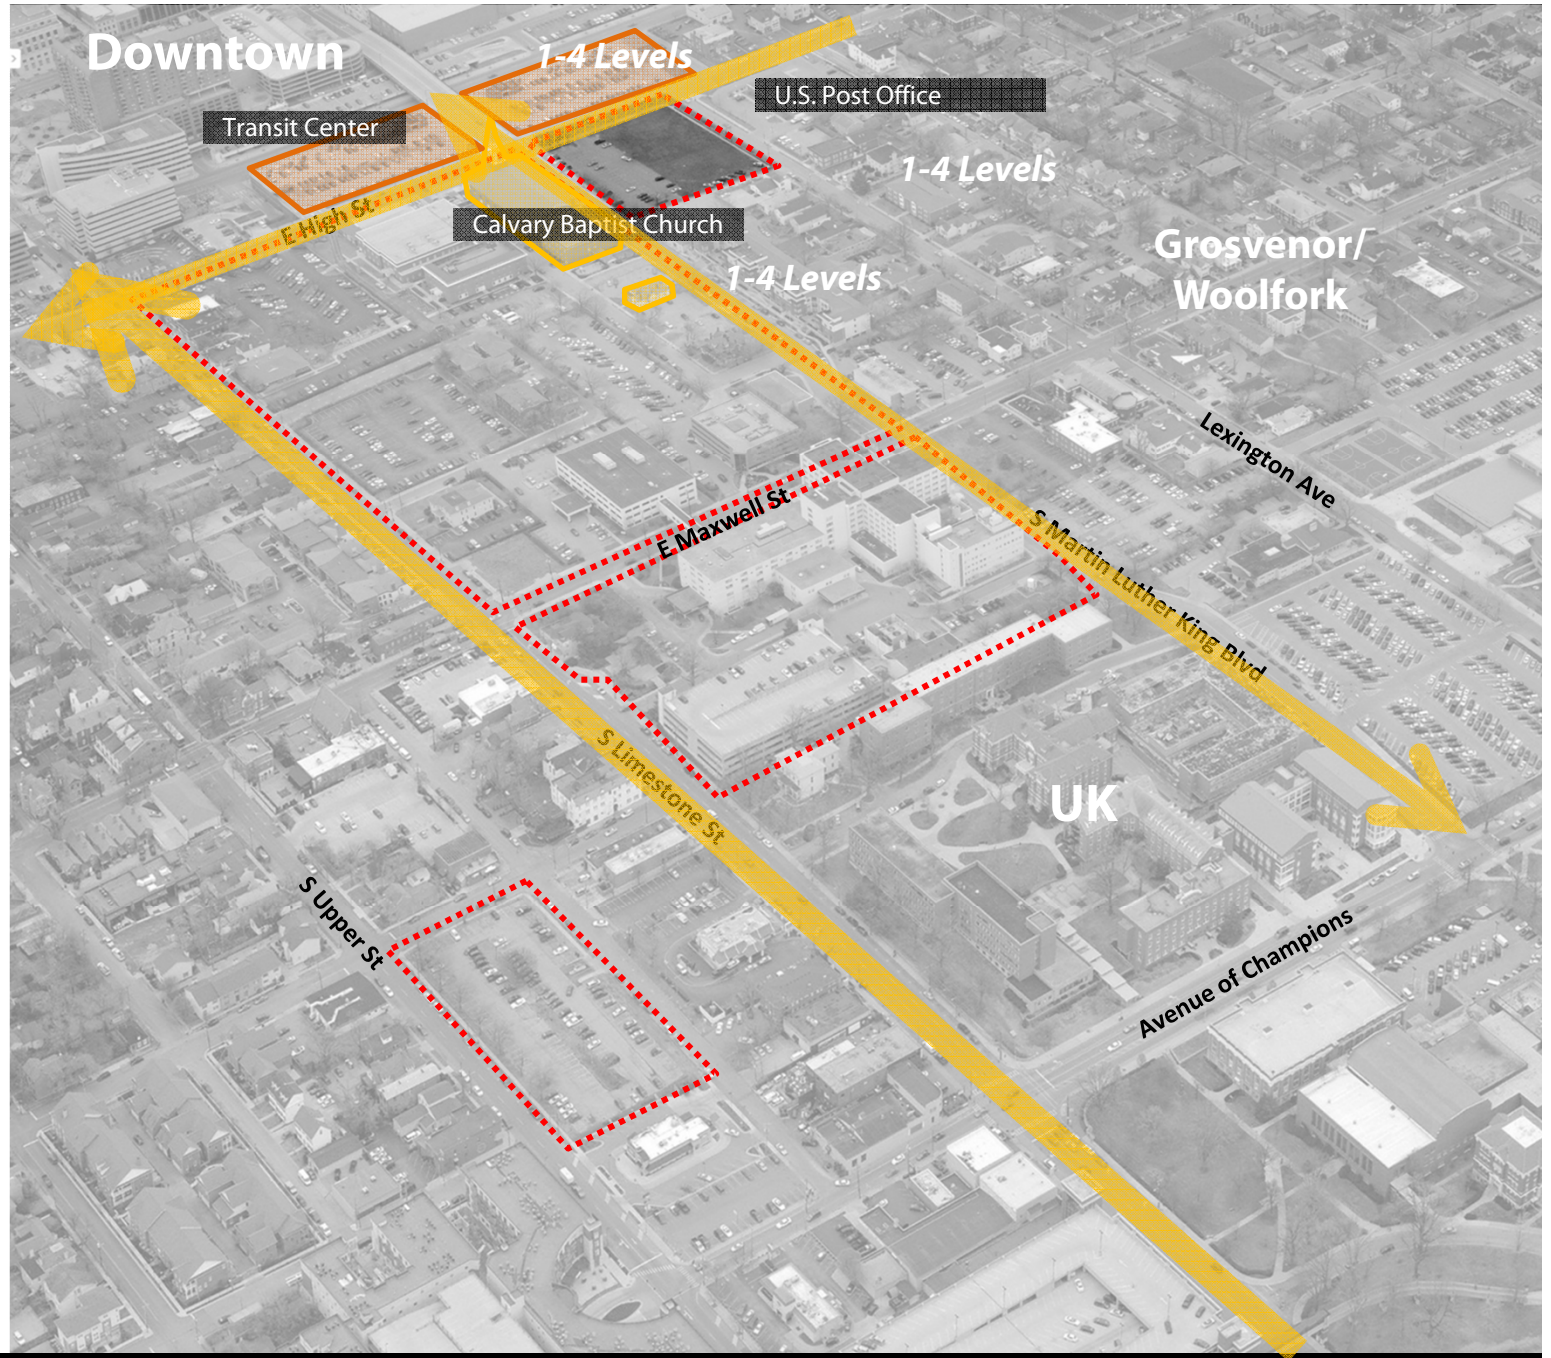 Downtown
1-4 Levels
U.S. Post Office
Transit Center
1-4 Levels
E High St
Calvary Baptist Church
1-4 Levels
Grosvenor/
Woolfork
Lexington Ave
E Maxwell St
S Martin Luther King Blvd
S Limestone St
UK
S Upper St
Avenue of Champions